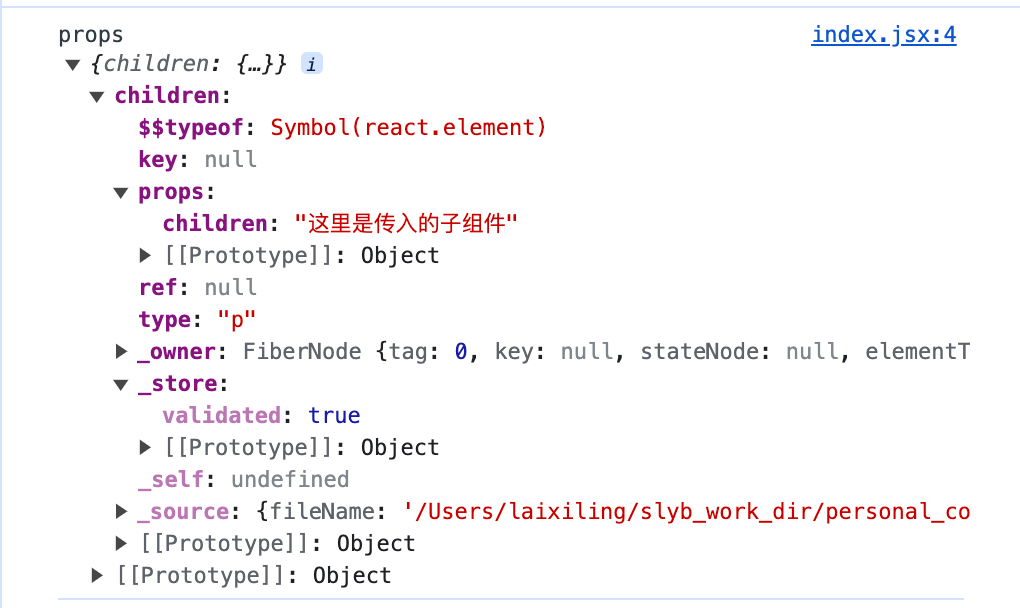 props index.jsx:4
▼ {children: {…}} i
▼ children:
$$typeof: Symbol(react.element)
key: null
▼ props:
children: "这里是传入的子组件"
▶ [[Prototype]]: Object
ref: null
type: "p"
▶ _owner: FiberNode {tag: 0, key: null, stateNode: null, elementT
▼ _store:
validated: true
▶ [[Prototype]]: Object
_self: undefined
▶ _source: {fileName: '/Users/laixiling/slyb_work_dir/personal_co
▶ [[Prototype]]: Object
▶ [[Prototype]]: Object